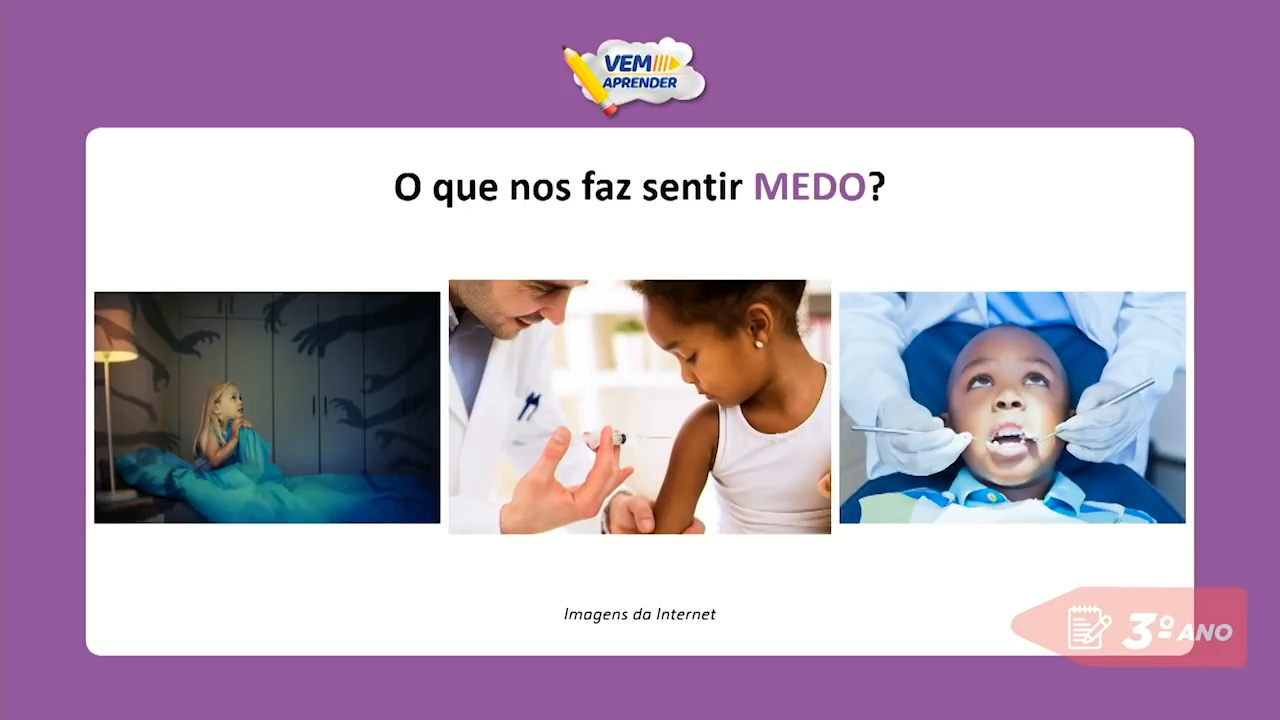 VEM
APRENDER
O que nos faz sentir MEDO?
Imagens da Internet
3º ANO